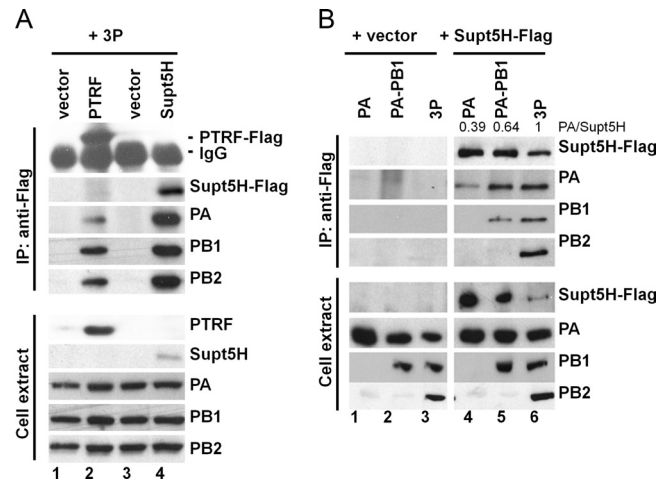 A
+ 3P
vector
PTRF
vector
Supt5H
IP: anti-Flag
- PTRF-Flag
- IgG
Supt5H-Flag
PA
PB1
PB2
Cell extract
PTRF
Supt5H
PA
PB1
PB2
1 2 3 4
B
+ vector + Supt5H-Flag
PA
PA-PB1
3P
PA
PA-PB1
3P
0.39 0.64 1 PA/Supt5H
IP: anti-Flag
Supt5H-Flag
PA
PB1
PB2
Cell extract
Supt5H-Flag
PA
PB1
PB2
1 2 3 4 5 6